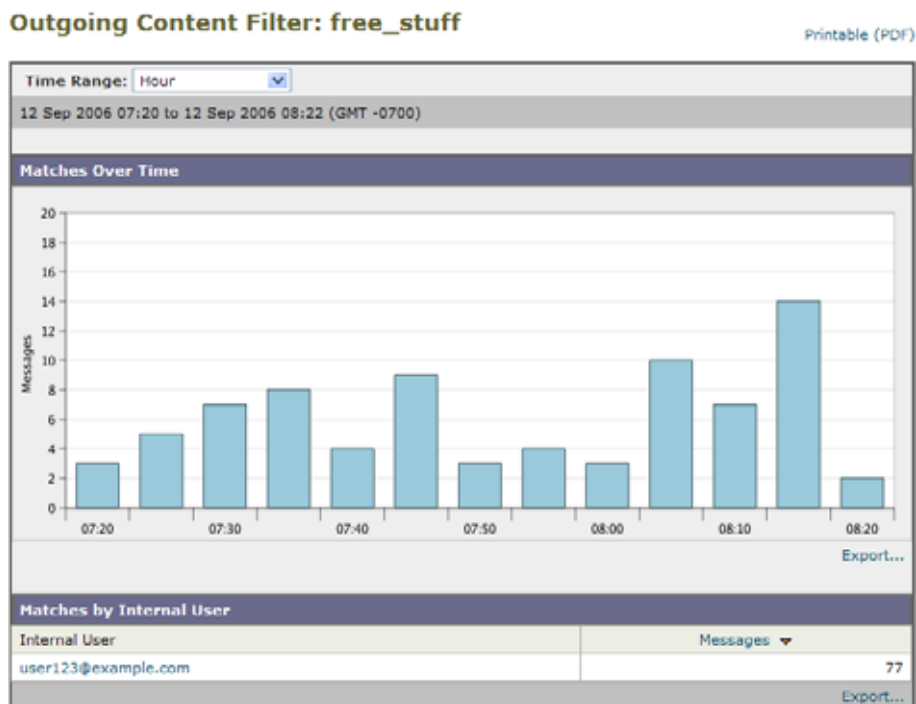 Outgoing Content Filter: free_stuff
Printable (PDF)
Time Range: Hour
12 Sep 2006 07:20 to 12 Sep 2006 08:22 (GMT -0700)
Matches Over Time
20
18
16
14
12
10
8
6
4
2
0
Messages
07:20 07:30 07:40 07:50 08:00 08:10 08:20
Export...
Matches by Internal User
Internal User Messages
user123@example.com 77
Export...